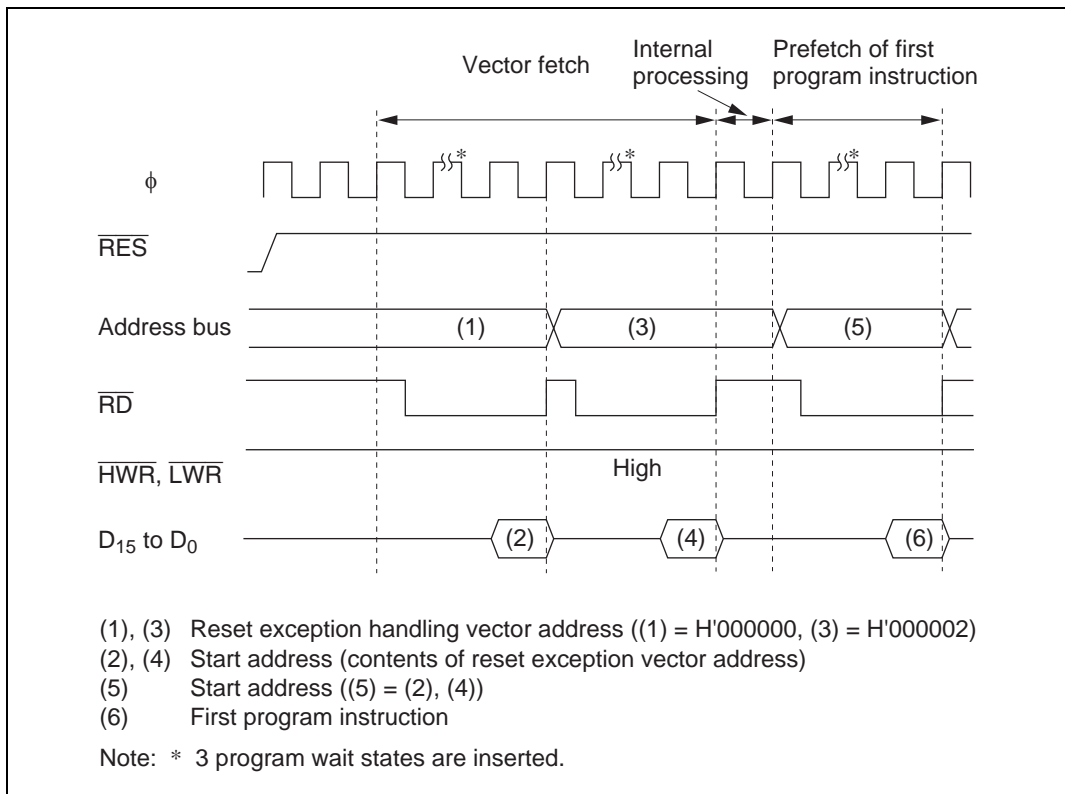 Vector fetch
Internal
processing
Prefetch of first
program instruction
*
*
*
ϕ
RES
Address bus
(1)
(3)
(5)
RD
HWR, LWR
High
D15 to D0
(2)
(4)
(6)
(1), (3) Reset exception handling vector address ((1) = H'000000, (3) = H'000002)
(2), (4) Start address (contents of reset exception vector address)
(5) Start address ((5) = (2), (4))
(6) First program instruction
Note: * 3 program wait states are inserted.